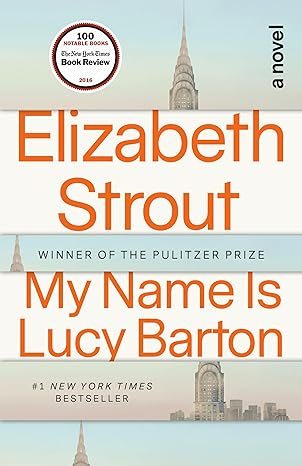 100
NOTABLE BOOKS
The New York Times
Book Review
2016
a novel
Elizabeth
Strout
WINNER OF THE PULITZER PRIZE
My Name Is
Lucy Barton
#1 NEW YORK TIMES
BESTSELLER